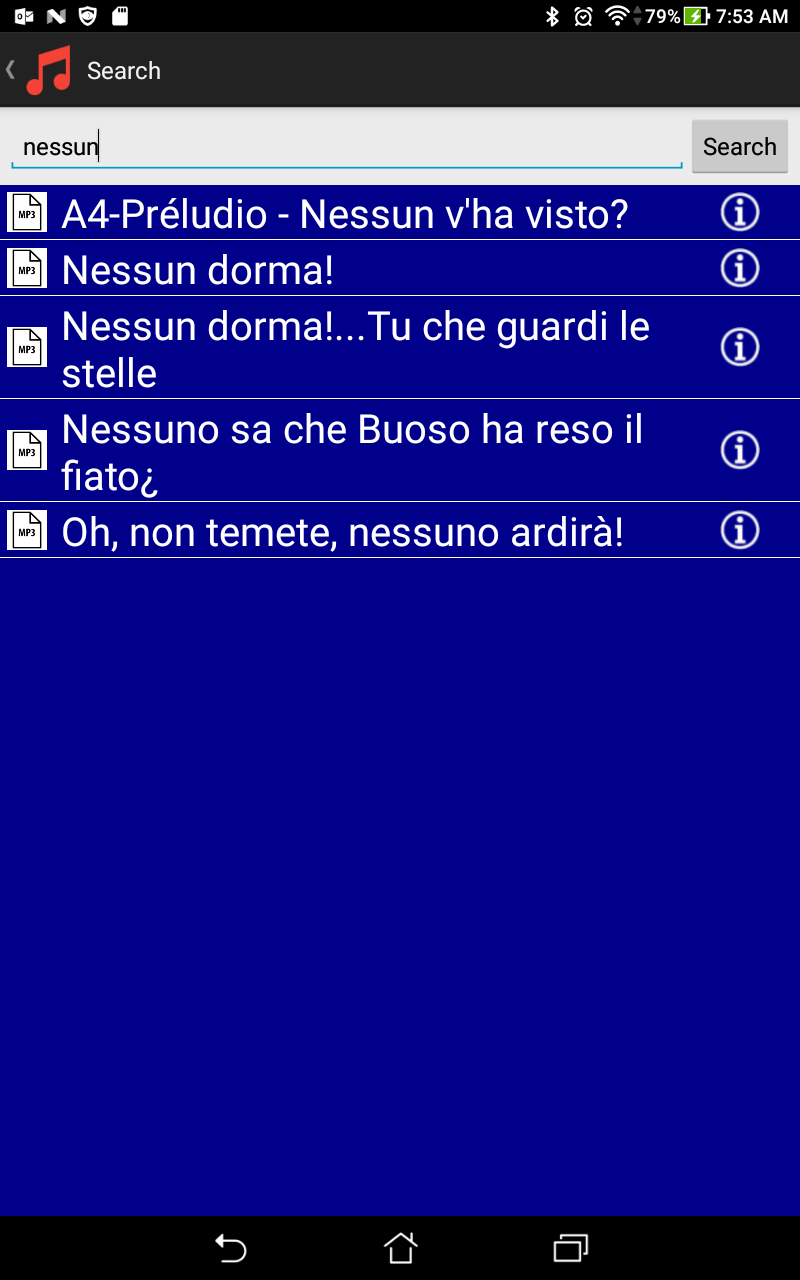 79% 7:53 AM
Search
nessun Search
MP3 A4-Préludio - Nessun v'ha visto?
MP3 Nessun dorma!
MP3 Nessun dorma!...Tu che guardi le
stelle
MP3 Nessuno sa che Buoso ha reso il
fiato¿
MP3 Oh, non temete, nessuno ardirà!